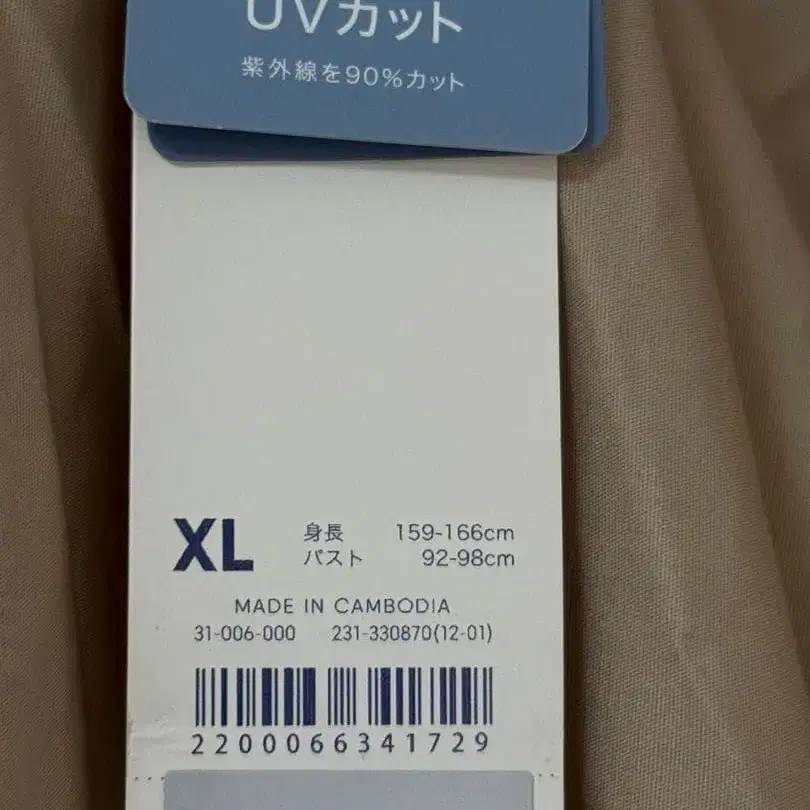 UVカット
紫外線を90%カット
XL 身長 159-166cm
バスト 92-98cm
MADE IN CAMBODIA
31-006-000 231-330870(12-01)
2200066341729